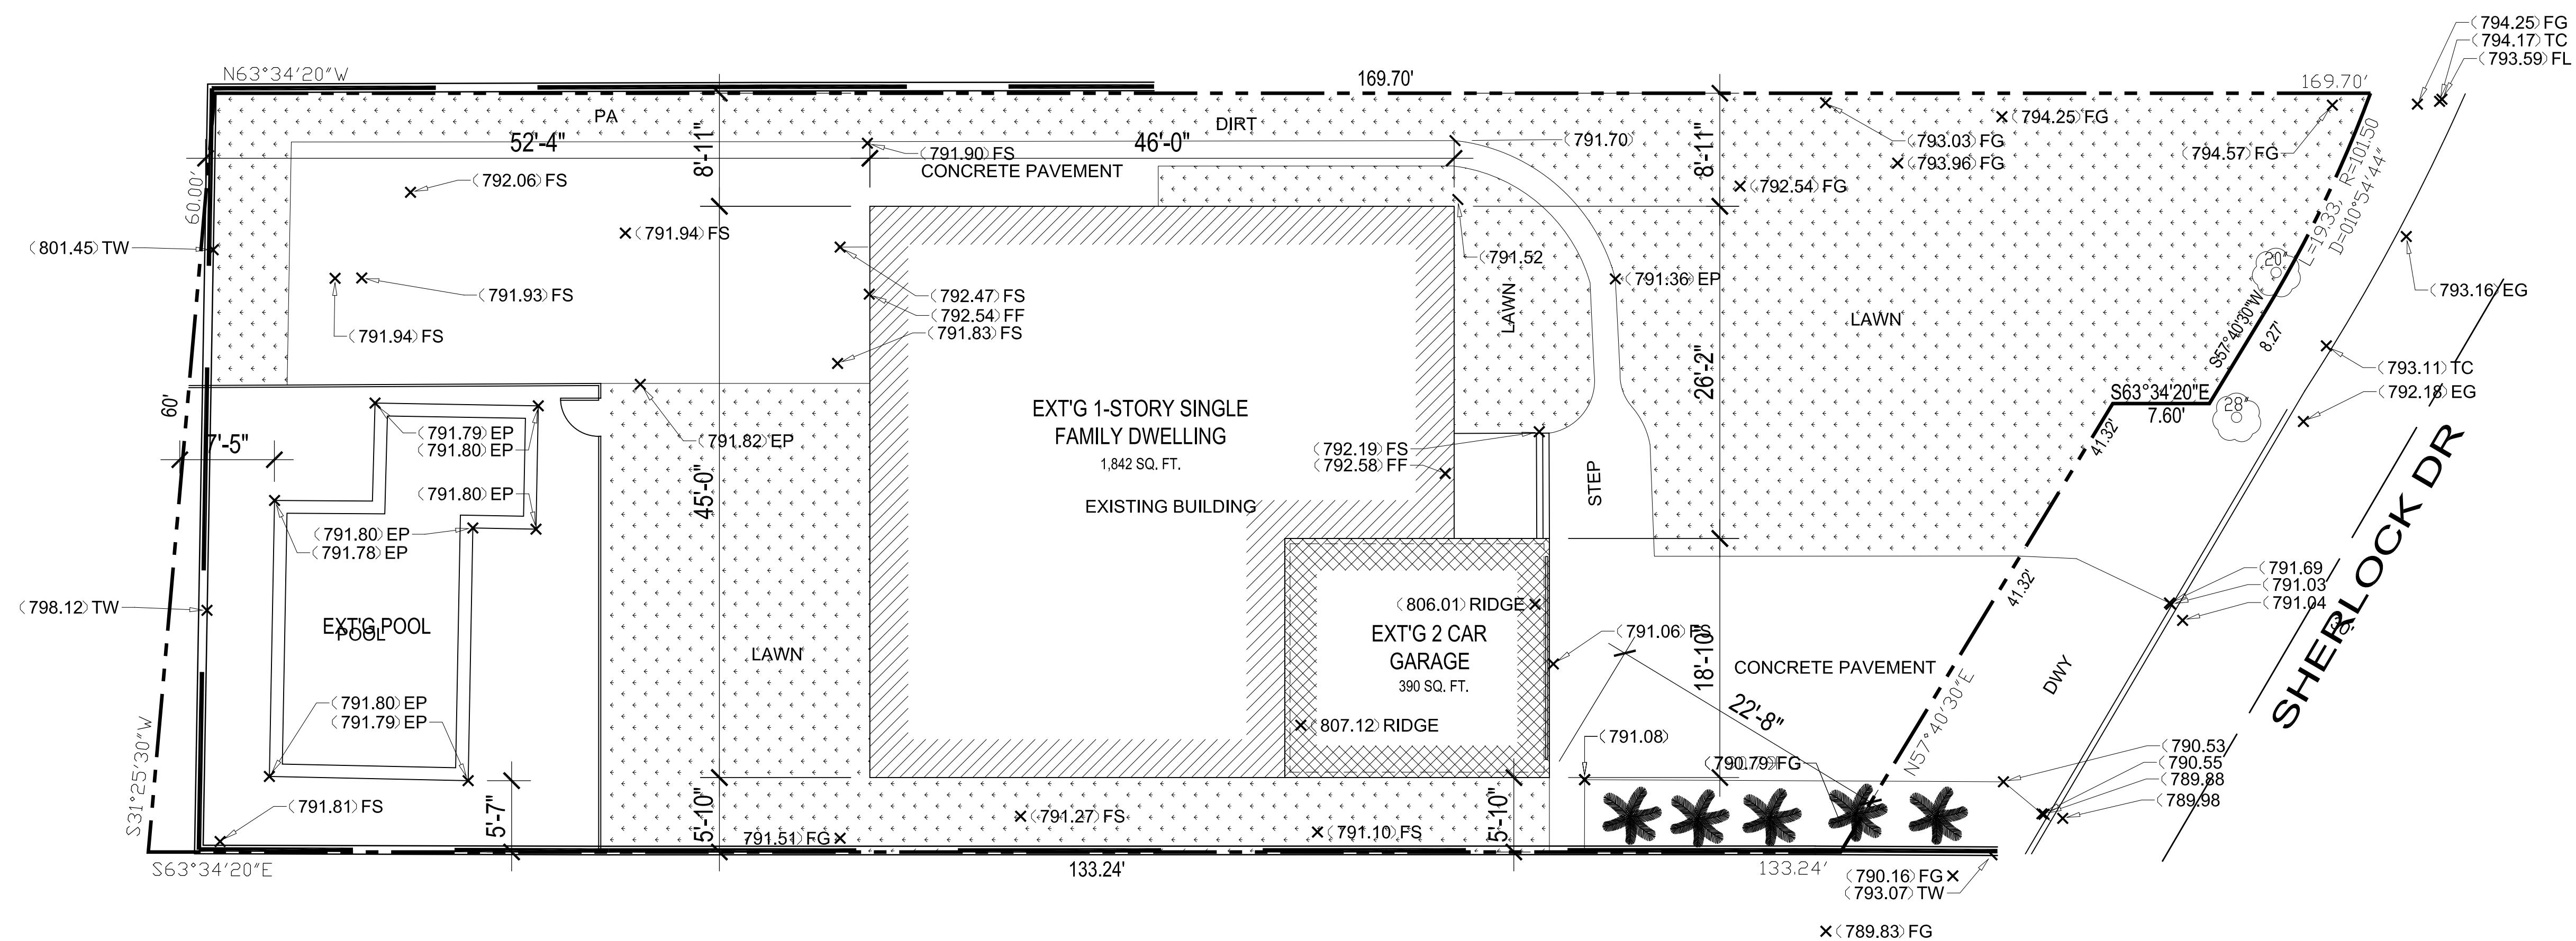 (794.25) FG
(794.17) TC
(793.59) FL
N63°34'20"W
169.70'
169.70'
PA
DIRT
52'-4"
46'-0"
8'-11"
8'-11"
(791.90) FS
CONCRETE PAVEMENT
(791.70)
(793.03) FG
(794.25) FG
(793.96) FG
(794.57) FG
(792.54) FG
L=19.33, R=101.50
D=010°54'44"
60.00'
(792.06) FS
(801.45) TW
(791.94) FS
(791.93) FS
(791.94) FS
(792.47) FS
(792.54) FF
(791.83) FS
(791.52
(791.36) EP
LAWN
LAWN
20"
(793.16) EG
(793.11) TC
(792.18) EG
S57°40'30"W
8.27'
S63°34'20"E
7.60'
28"
41.32'
41.32'
26'-2"
60'
7'-5"
(791.79) EP
(791.80) EP
(791.82) EP
(791.80) EP
(791.80) EP
(791.78) EP
45'-0"
EXT'G 1-STORY SINGLE
FAMILY DWELLING
1,842 SQ. FT.
EXISTING BUILDING
(792.19) FS
(792.58) FF
STEP
SHERLOCK DR
(791.69
(791.03
(791.04
(798.12) TW
EXT'G POOL
POOL
LAWN
(806.01) RIDGE
EXT'G 2 CAR
GARAGE
390 SQ. FT.
(807.12) RIDGE
(791.06) FS
18'-10"
CONCRETE PAVEMENT
DWY
22'-8"
N57°40'30"E
(791.80) EP
(791.79) EP
S31°25'30"W
(791.08)
(790.79) FG
(790.53
(790.55
(789.88
(789.98
(791.81) FS
5'-7"
5'-10"
791.51) FG
(791.27) FS
(791.10) FS
5'-10"
S63°34'20"E
133.24'
133.24'
(790.16) FG
(793.07) TW
(789.83) FG